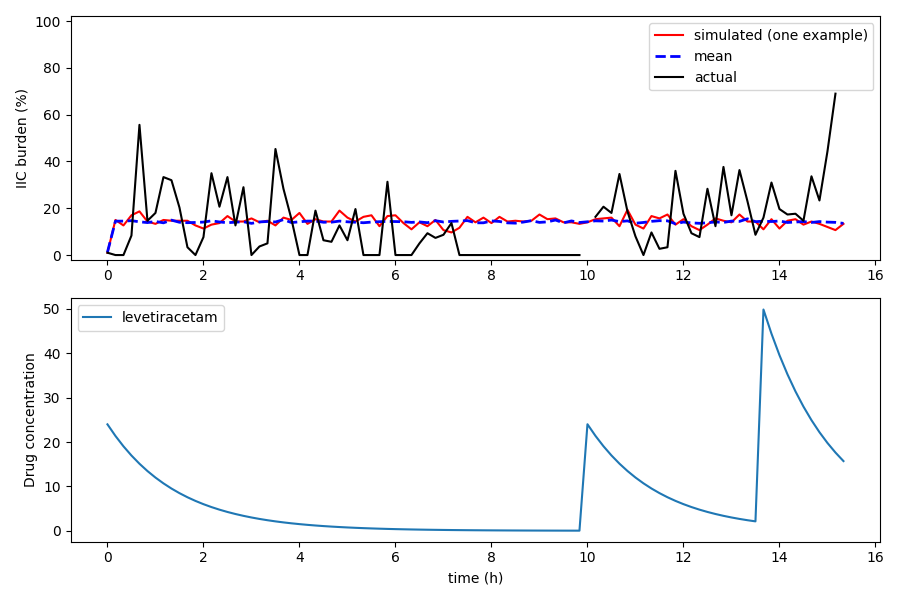 IIC burden (%)
100
80
60
40
20
0
simulated (one example)
mean
actual
0 2 4 6 8 10 12 14 16
Drug concentration
50
40
30
20
10
0
levetiracetam
0 2 4 6 8 10 12 14 16
time (h)